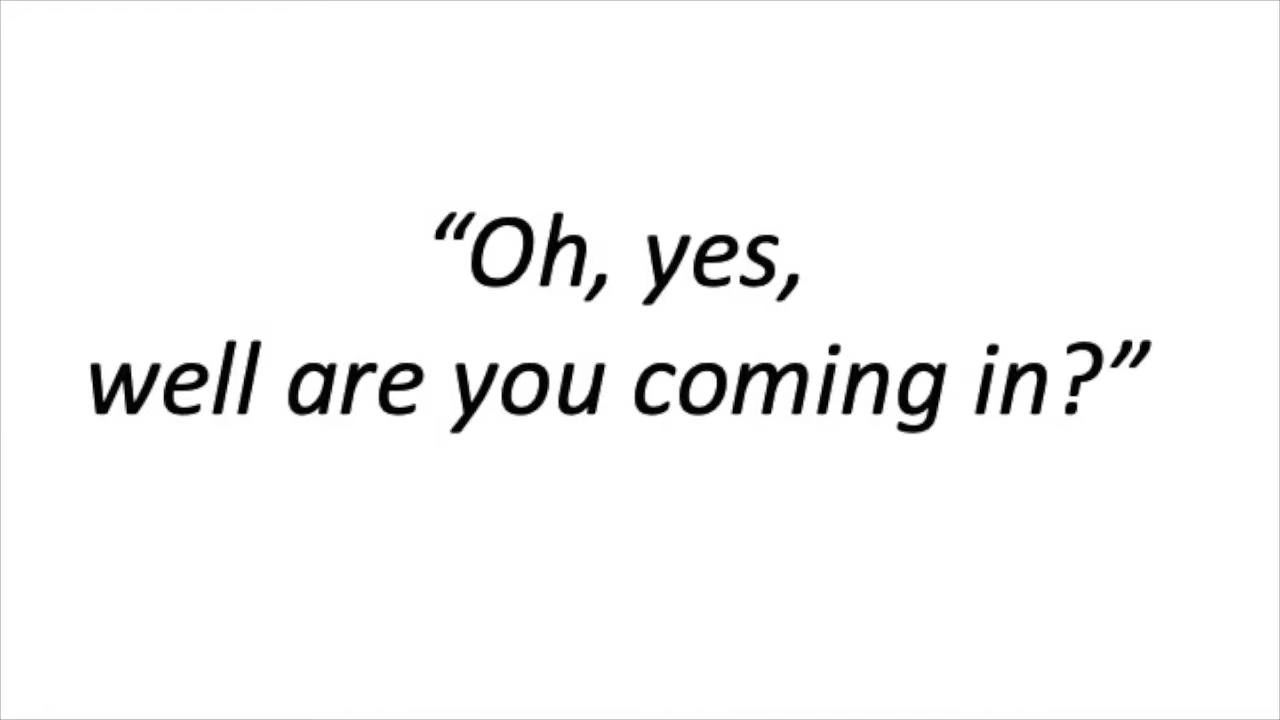 “Oh, yes,
well are you coming in?”